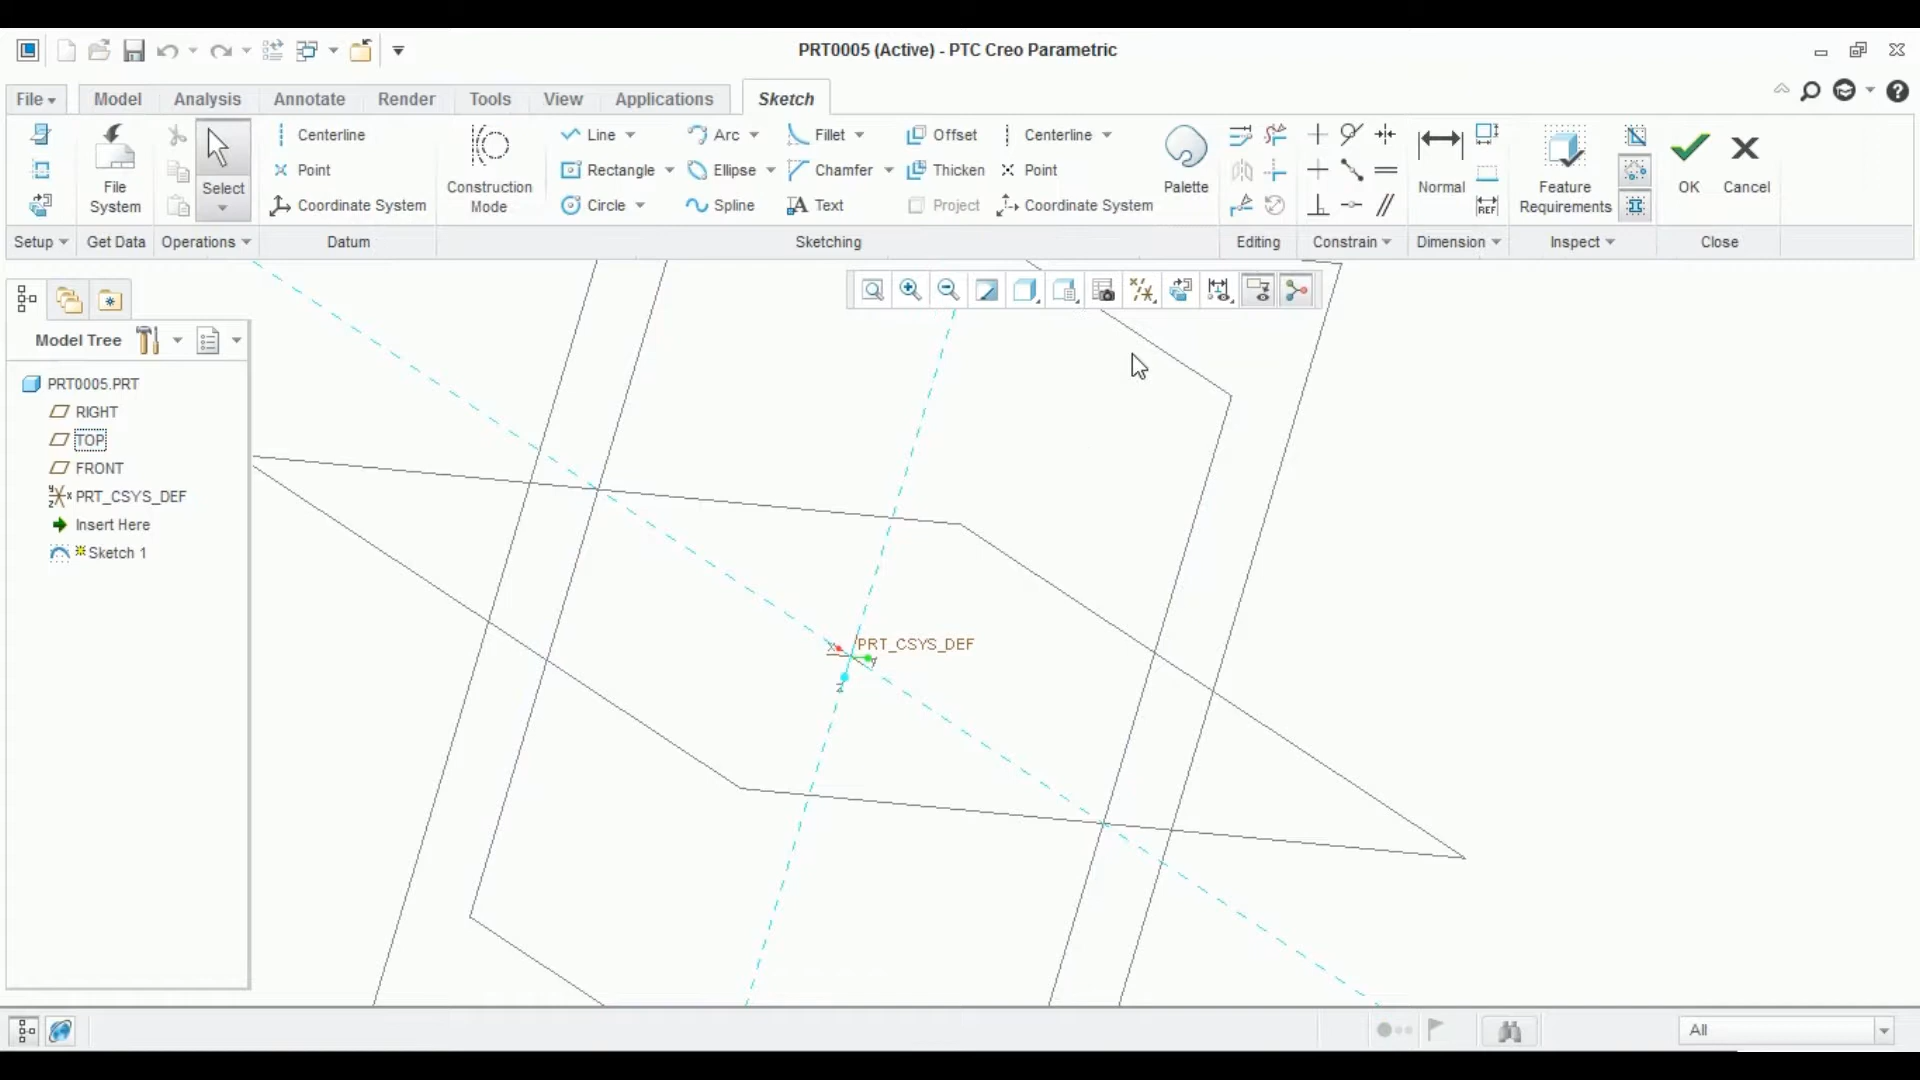 PRT0005 (Active) - PTC Creo Parametric
File Model Analysis Annotate Render Tools View Applications Sketch
Centerline Line Arc Fillet Offset Centerline
Point Rectangle Ellipse Chamfer Thicken Point
Coordinate System Circle Spline Text Project Coordinate System
File System
Select
Construction Mode
Palette
Normal
REF
Feature Requirements
OK
Cancel
Setup Get Data Operations Datum Sketching Editing Constrain Dimension Inspect Close
Model Tree
PRT0005.PRT
RIGHT
TOP
FRONT
PRT_CSYS_DEF
Insert Here
Sketch 1
PRT_CSYS_DEF
X
Y
Z
All